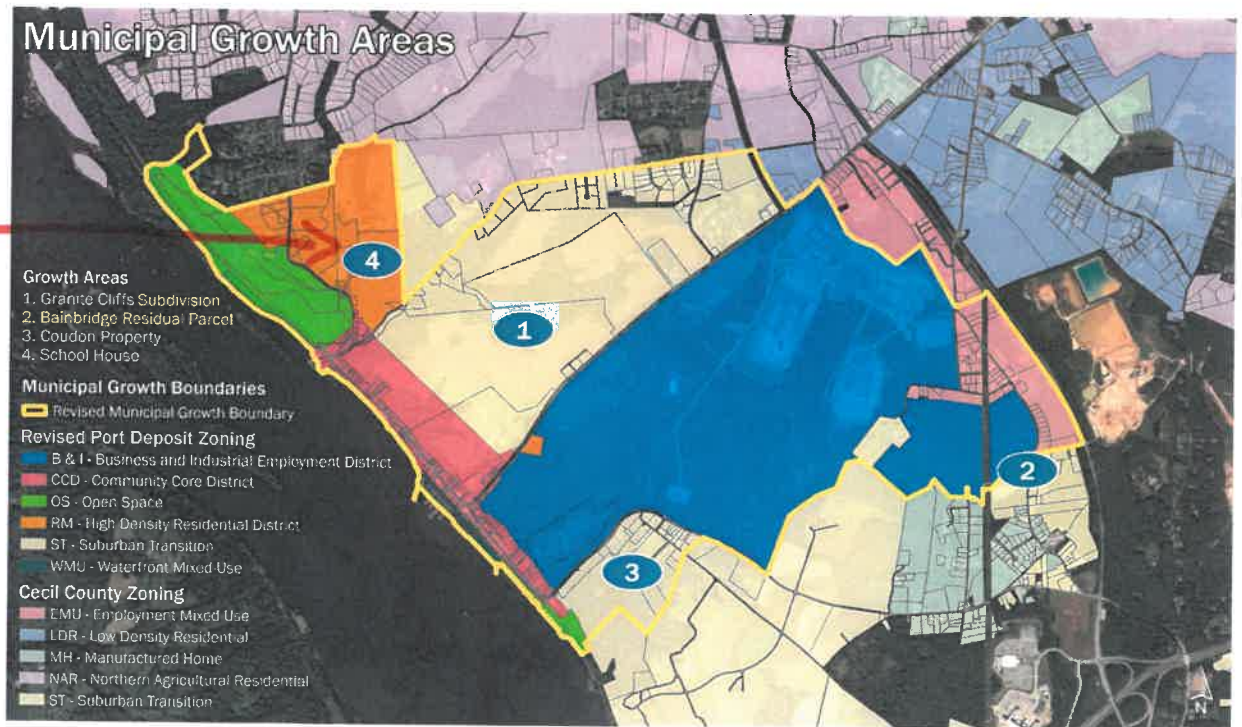 Municipal Growth Areas
4
1
2
3
Growth Areas
1. Granite Cliffs Subdivision
2. Bainbridge Residual Parcel
3. Coudon Property
4. School House
Municipal Growth Boundaries
Revised Municipal Growth Boundary
Revised Port Deposit Zoning
B & I - Business and Industrial Employment District
CCD - Community Core District
OS - Open Space
RM - High Density Residential District
ST - Suburban Transition
WMU - Waterfront Mixed-Use
Cecil County Zoning
EMU - Employment Mixed Use
LDR - Low Density Residential
MH - Manufactured Home
NAR - Northern Agricultural Residential
ST - Suburban Transition
N